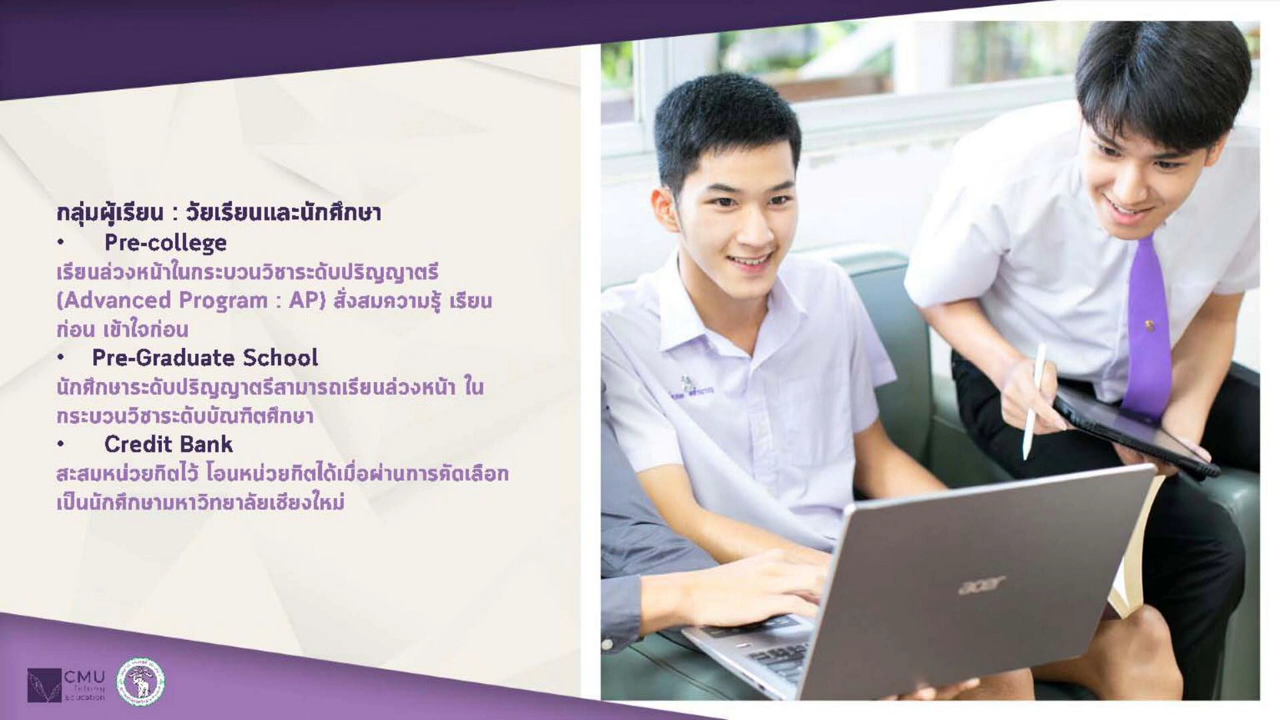 กลุ่มผู้เรียน : วัยเรียนและนักศึกษา
• Pre-college
เรียนล่วงหน้าในกระบวนวิชาระดับปริญญาตรี
(Advanced Program : AP) สั่งสมความรู้ เรียน
ก่อน เข้าใจก่อน
• Pre-Graduate School
นักศึกษาระดับปริญญาตรีสามารถเรียนล่วงหน้า ใน
กระบวนวิชาระดับบัณฑิตศึกษา
• Credit Bank
สะสมหน่วยกิตไว้ โอนหน่วยกิตได้เมื่อผ่านการคัดเลือก
เป็นนักศึกษามหาวิทยาลัยเชียงใหม่
acer
CMU
Lifelong
Education